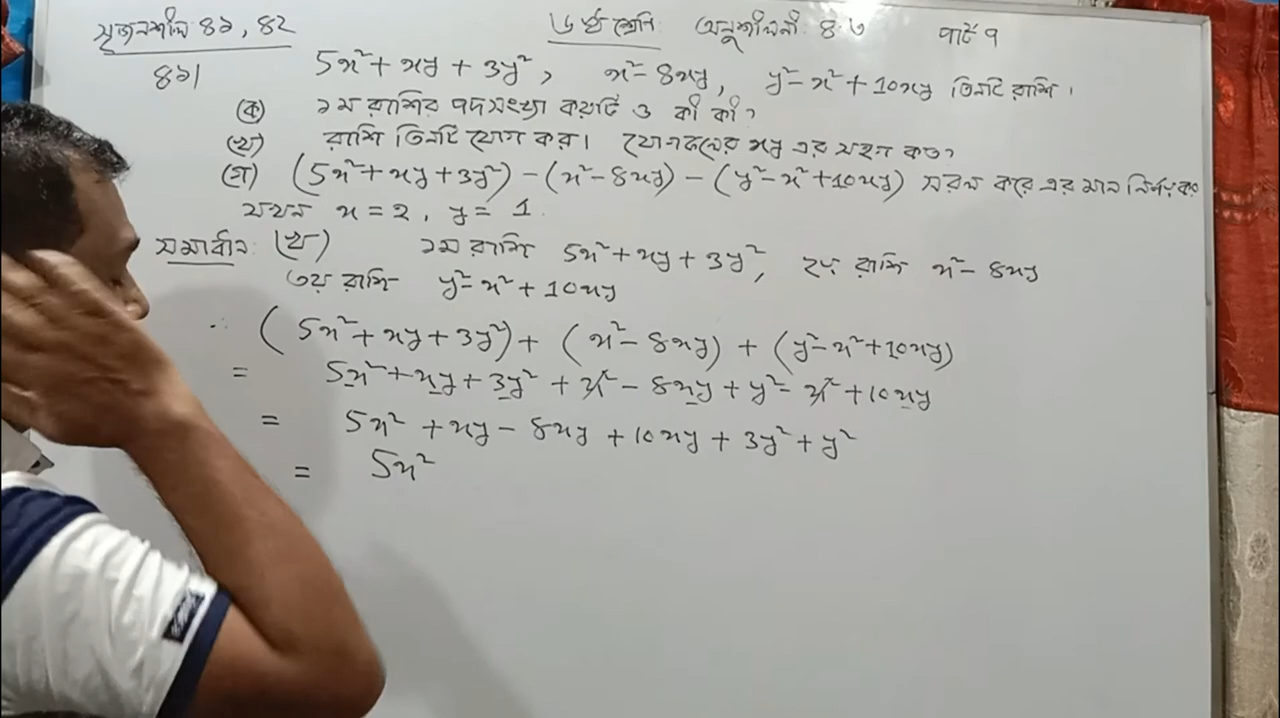 সৃজনশীল ৪১, ৪২ ৬ষ্ঠ শ্রেণি অনুশীলনী ৪.৩ পার্ট ৭
৪১। 5x² + xy + 3y², x² - 8xy, y² - x² + 10xy তিনটি রাশি।
(ক) ১ম রাশির পদসংখ্যা কয়টি ও কী কী?
(খ) রাশি তিনটি যোগ কর। যোগফলের xy এর সহগ কত?
(গ) (5x² + xy + 3y²) - (x² - 8xy) - (y² - x² + 10xy) সরল করে এর মান নির্ণয় কর
যখন x = 2, y = 1.
সমাধান: (খ) ১ম রাশি 5x² + xy + 3y², ২য় রাশি x² - 8xy
৩য় রাশি y² - x² + 10xy
∴ (5x² + xy + 3y²) + (x² - 8xy) + (y² - x² + 10xy)
= 5x² + xy + 3y² + x² - 8xy + y² - x² + 10xy
= 5x² + xy - 8xy + 10xy + 3y² + y²
= 5x²